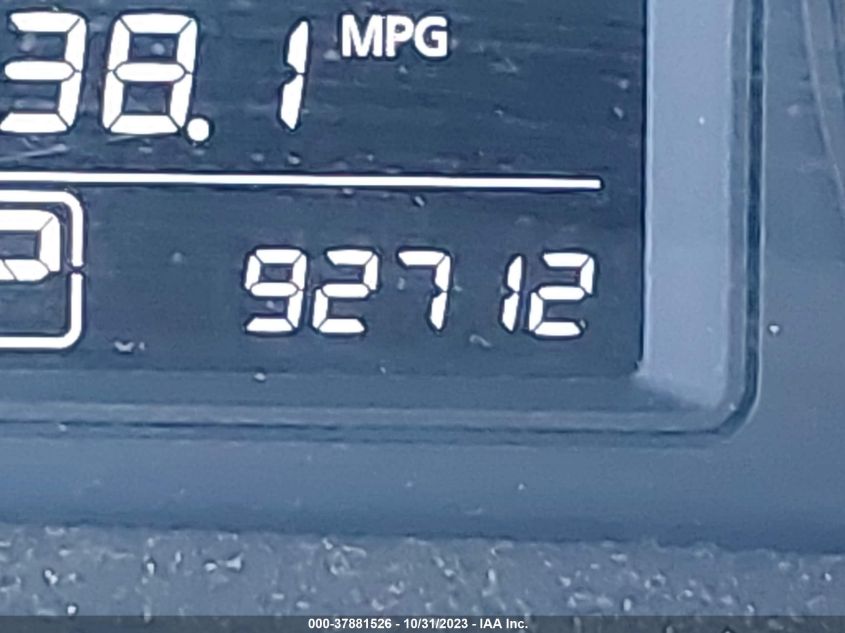 38.1 MPG
P
92712
000-37881526 - 10/31/2023 - IAA Inc.